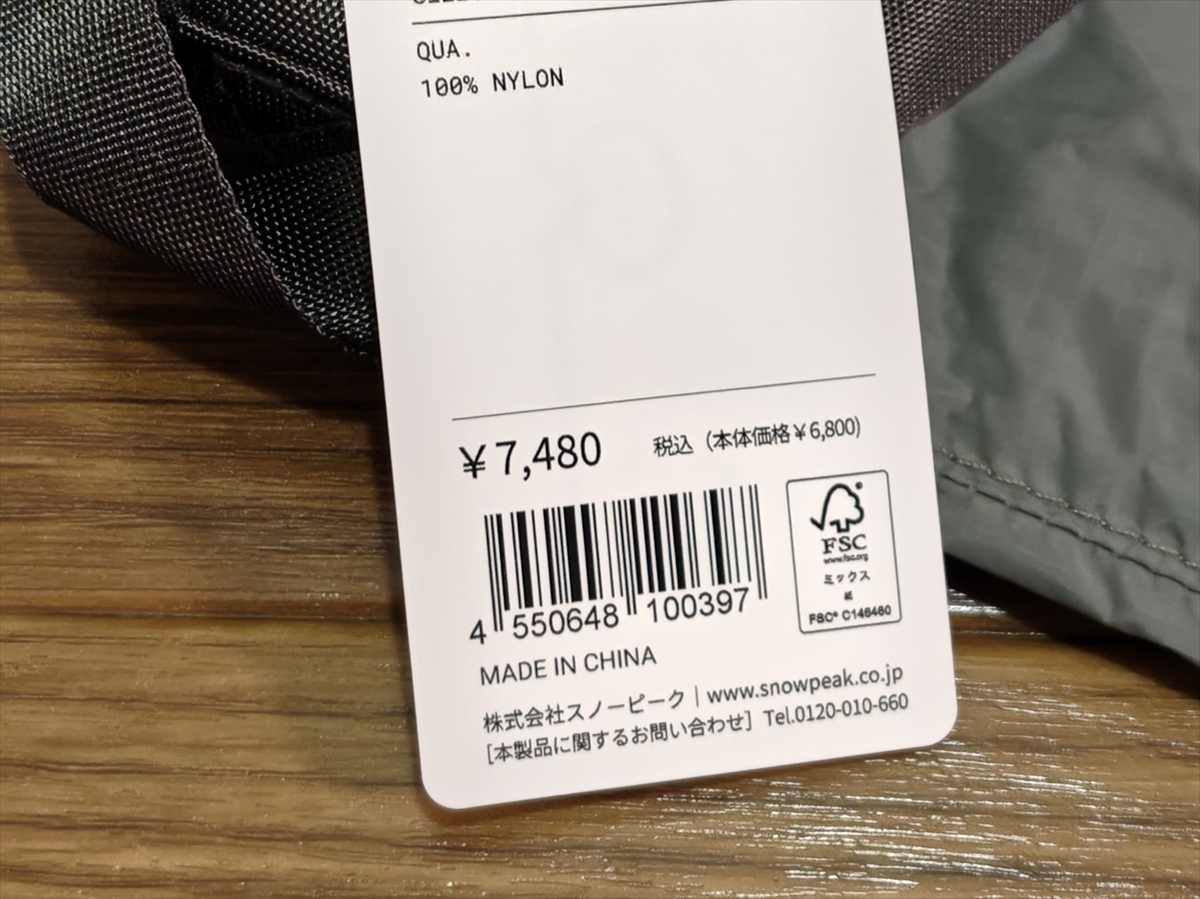 QUA.
100% NYLON
¥7,480 税込（本体価格¥6,800)
4 550648 100397
FSC
www.fsc.org
ミックス
紙
FSC® C146460
MADE IN CHINA
株式会社スノーピーク｜www.snowpeak.co.jp
[本製品に関するお問い合わせ] Tel.0120-010-660